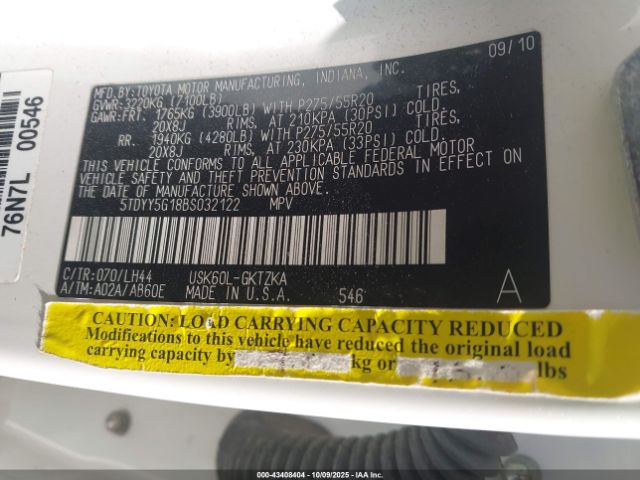 09/10
MFD. BY: TOYOTA MOTOR MANUFACTURING, INDIANA, INC.
GVWR: 3220KG (7100LB)
GAWR: FRT. 1765KG (3900LB) WITH P275/55R20 TIRES,
20X8J RIMS, AT 210KPA (30PSI) COLD.
RR. 1940KG (4280LB) WITH P275/55R20 TIRES,
20X8J RIMS, AT 230KPA (33PSI) COLD.
THIS VEHICLE CONFORMS TO ALL APPLICABLE FEDERAL MOTOR
VEHICLE SAFETY AND THEFT PREVENTION STANDARDS IN EFFECT
ON THE DATE OF MANUFACTURE SHOWN ABOVE.
5TDYY5G18BS032122 MPV
C/TR: 070/LH44 USK60L-GKTZKA
A/TM: A02A/AB60E MADE IN U.S.A. 546 A
76N7L 00546
CAUTION: LOAD CARRYING CAPACITY REDUCED
Modifications to this vehicle have reduced the original load
carrying capacity by kg or lbs
000-43408404 - 10/09/2025 - IAAI.COM